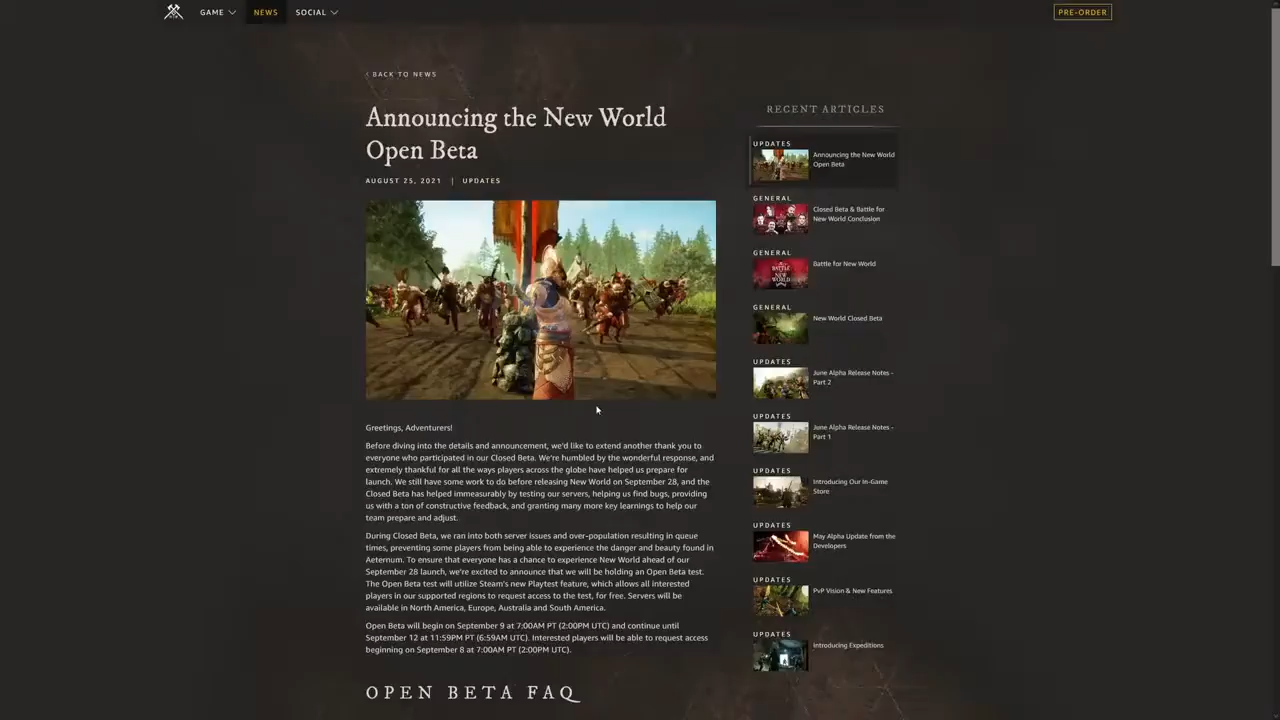 GAME
NEWS
SOCIAL
PRE-ORDER
BACK TO NEWS
Announcing the New World
Open Beta
AUGUST 25, 2021 | UPDATES
Greetings, Adventurers!
Before diving into the details and announcement, we'd like to extend another thank you to
everyone who participated in our Closed Beta. We're humbled by the wonderful response, and
extremely thankful for all the ways players across the globe have helped us prepare for
launch. We still have some work to do before releasing New World on September 28, and the
Closed Beta has helped immeasurably by testing our servers, helping us find bugs, providing
us with a ton of constructive feedback, and granting many more key learnings to help our
team prepare and adjust.
During Closed Beta, we ran into both server issues and over-population resulting in queue
times, preventing some players from being able to experience the danger and beauty found in
Aeternum. To ensure that everyone has a chance to experience New World ahead of our
September 28 launch, we're excited to announce that we will be holding an Open Beta test.
The Open Beta test will utilize Steam's new Playtest feature, which allows all interested
players in our supported regions to request access to the test, for free. Servers will be
available in North America, Europe, Australia and South America.
Open Beta will begin on September 9 at 7:00AM PT (2:00PM UTC) and continue until
September 12 at 11:59PM PT (6:59AM UTC). Interested players will be able to request access
beginning on September 8 at 7:00AM PT (2:00PM UTC).
OPEN BETA FAQ
RECENT ARTICLES
UPDATES
Announcing the New World
Open Beta
GENERAL
Closed Beta & Battle for
New World Conclusion
GENERAL
BATTLE
NEW
WORLD
Battle for New World
GENERAL
New World Closed Beta
UPDATES
June Alpha Release Notes -
Part 2
UPDATES
June Alpha Release Notes -
Part 1
UPDATES
Introducing Our In-Game
Store
UPDATES
May Alpha Update from the
Developers
UPDATES
PvP Vision & New Features
UPDATES
Introducing Expeditions